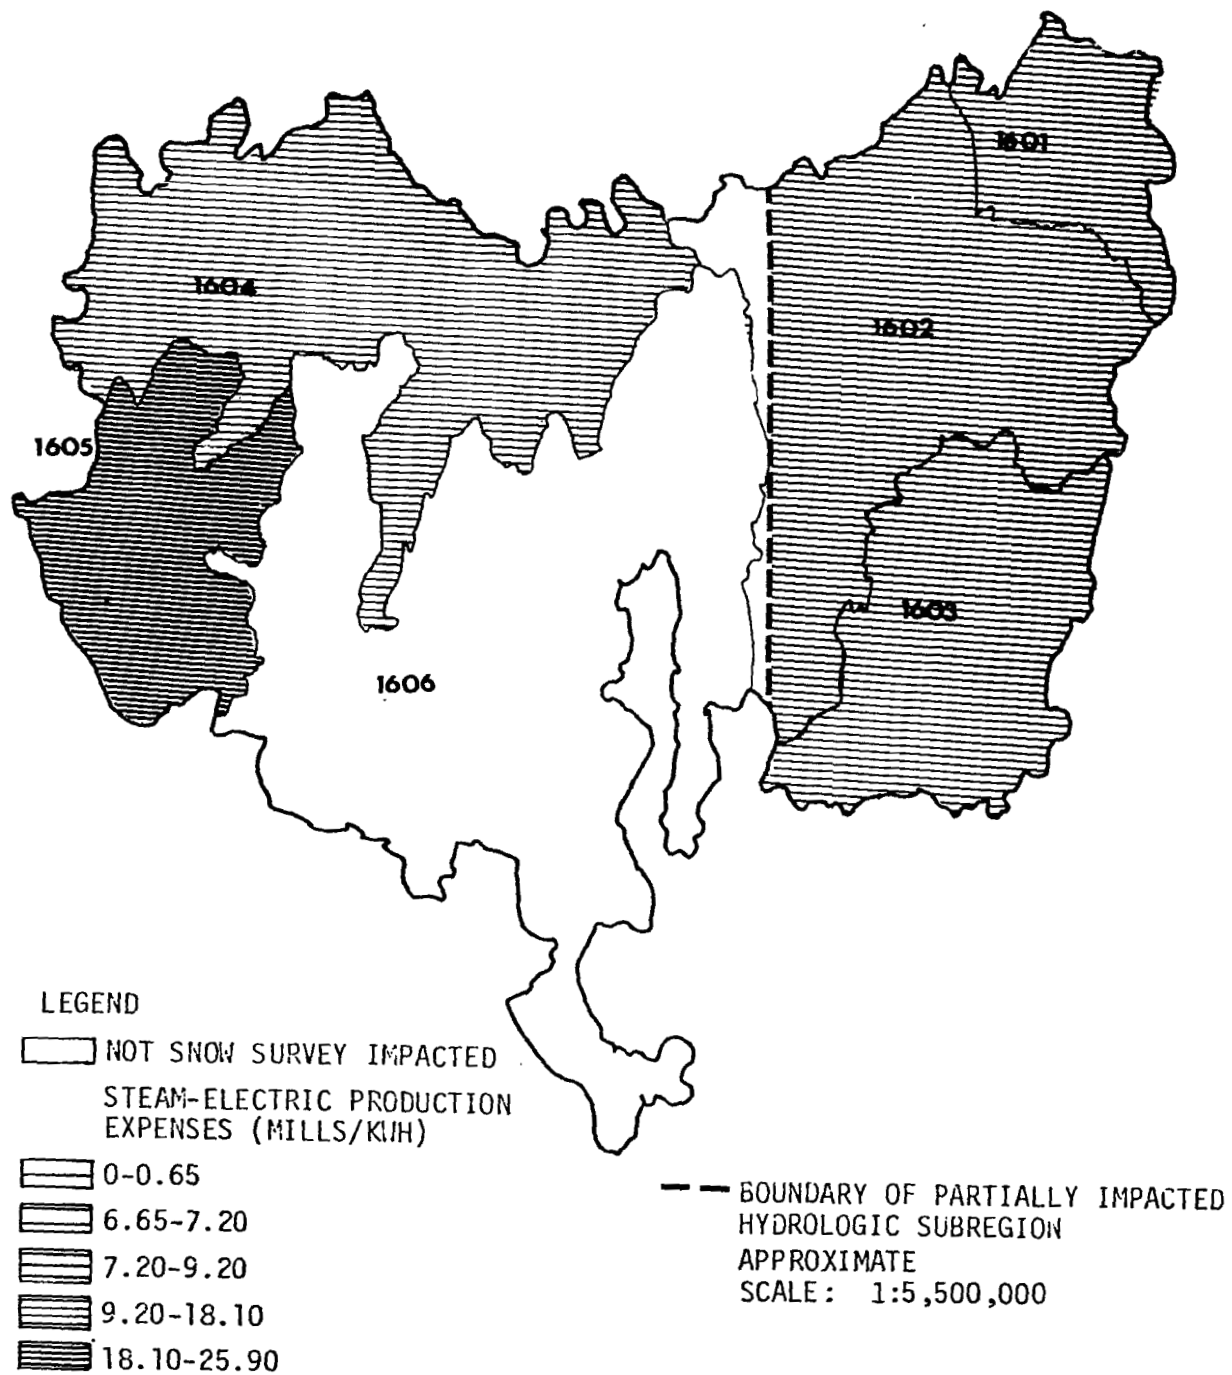 1601
1604
1602
1605
1603
1606
LEGEND
NOT SNOW SURVEY IMPACTED
STEAM-ELECTRIC PRODUCTION
EXPENSES (MILLS/KWH)
0-0.65
6.65-7.20
7.20-9.20
9.20-18.10
18.10-25.90
BOUNDARY OF PARTIALLY IMPACTED
HYDROLOGIC SUBREGION
APPROXIMATE
SCALE: 1:5,500,000